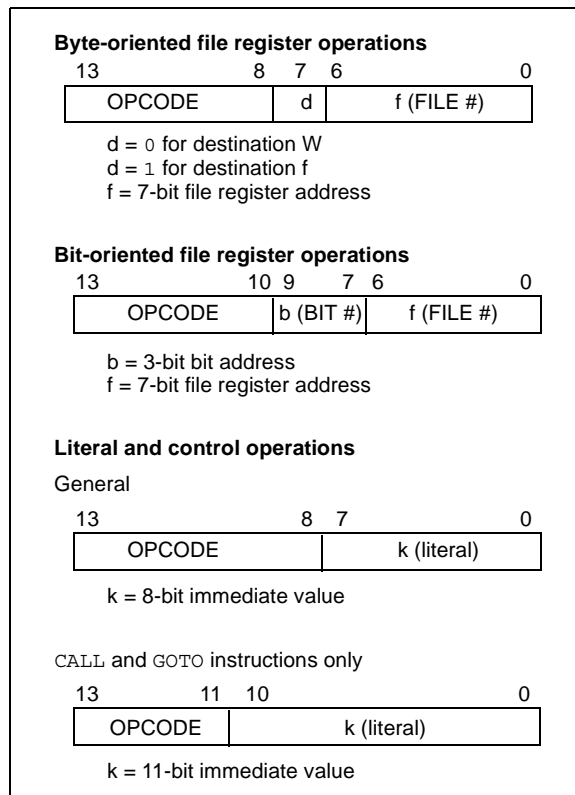 Byte-oriented file register operations
13 8 7 6 0
OPCODE d f (FILE #)
d = 0 for destination W
d = 1 for destination f
f = 7-bit file register address
Bit-oriented file register operations
13 10 9 7 6 0
OPCODE b (BIT #) f (FILE #)
b = 3-bit bit address
f = 7-bit file register address
Literal and control operations
General
13 8 7 0
OPCODE k (literal)
k = 8-bit immediate value
CALL and GOTO instructions only
13 11 10 0
OPCODE k (literal)
k = 11-bit immediate value